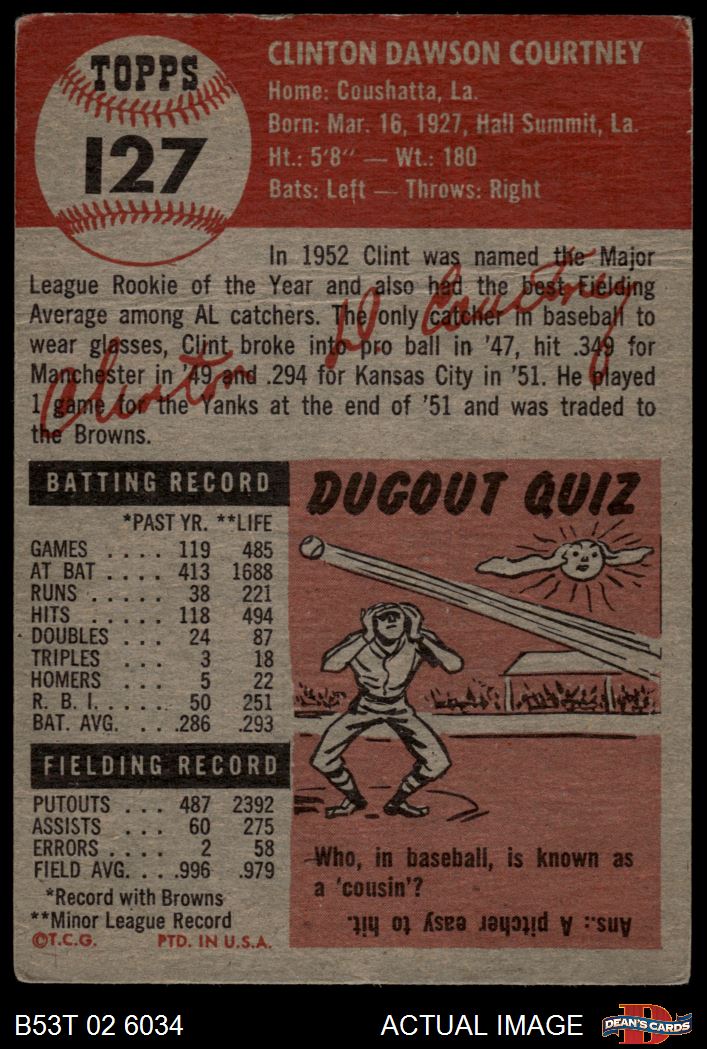 TOPPS
127
CLINTON DAWSON COURTNEY
Home: Coushatta, La.
Born: Mar. 16, 1927, Hall Summit, La.
Ht.: 5'8" — Wt.: 180
Bats: Left — Throws: Right
In 1952 Clint was named the Major
League Rookie of the Year and also had the best Fielding
Average among AL catchers. The only catcher in baseball to
wear glasses, Clint broke into pro ball in '47, hit .349 for
Manchester in '49 and .294 for Kansas City in '51. He played
1 game for the Yanks at the end of '51 and was traded to
the Browns.
Clinton D Courtney
BATTING RECORD
*PAST YR. **LIFE
GAMES . . . . 119 485
AT BAT . . . . 413 1688
RUNS . . . . . 38 221
HITS . . . . . 118 494
DOUBLES . . . 24 87
TRIPLES . . . 3 18
HOMERS . . . 5 22
R. B. I. . . . . . 50 251
BAT. AVG. . . . .286 .293
FIELDING RECORD
PUTOUTS . . . 487 2392
ASSISTS . . . 60 275
ERRORS . . . . 2 58
FIELD AVG. . . . .996 .979
*Record with Browns
**Minor League Record
©T.C.G. PTD. IN U.S.A.
DUGOUT QUIZ
Who, in baseball, is known as
a 'cousin'?
Ans.: A pitcher easy to hit.
B53T 02 6034 ACTUAL IMAGE
D
DEAN'S CARDS